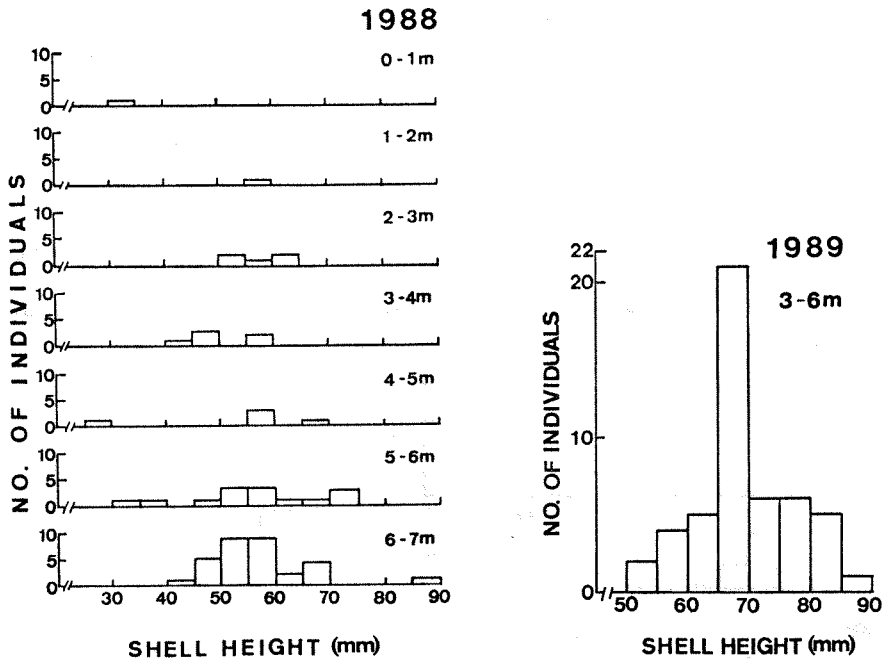 1988
NO. OF INDIVIDUALS
10
5
0
0-1m
10
5
0
1-2m
10
5
0
2-3m
10
5
0
3-4m
10
5
0
4-5m
10
5
0
5-6m
10
5
0
6-7m
30 40 50 60 70 80 90
SHELL HEIGHT (mm)
1989
3-6m
NO. OF INDIVIDUALS
22
20
10
0
50 60 70 80 90
SHELL HEIGHT (mm)